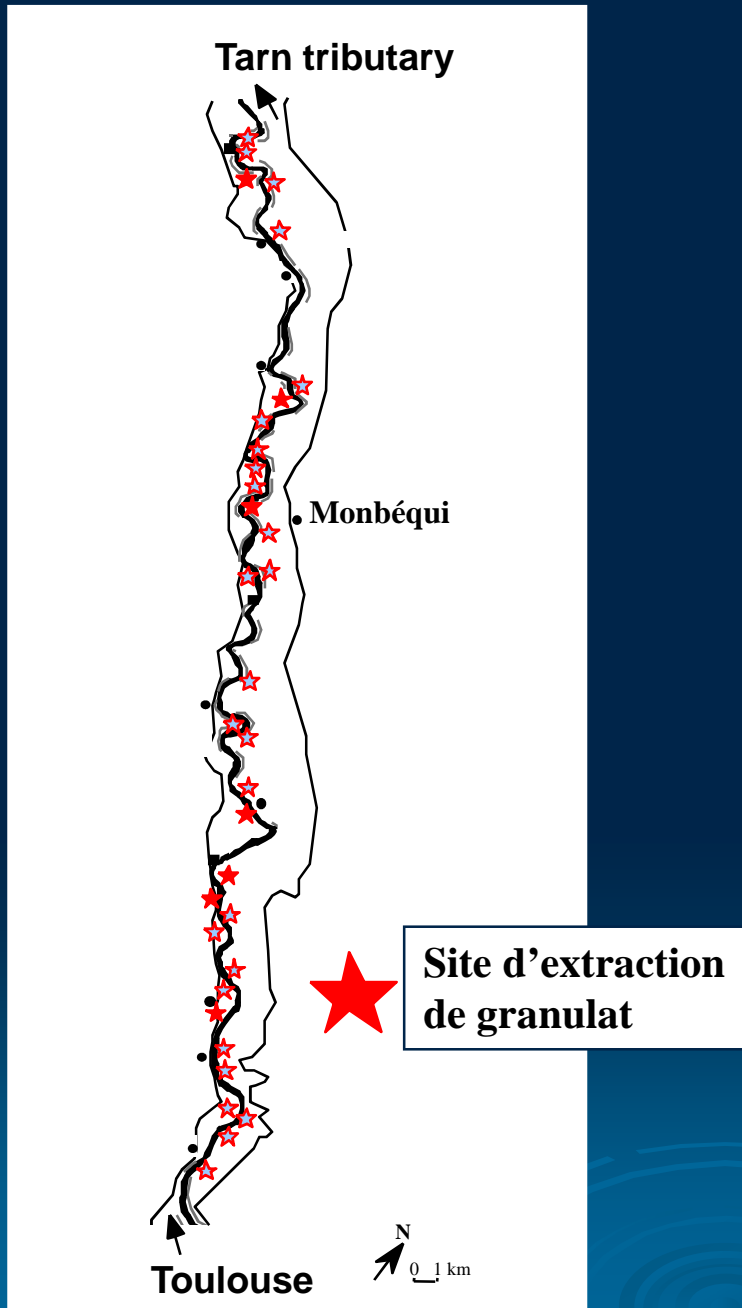 Tarn tributary
Monbéqui
Site d’extraction
de granulat
N
0 1 km
Toulouse